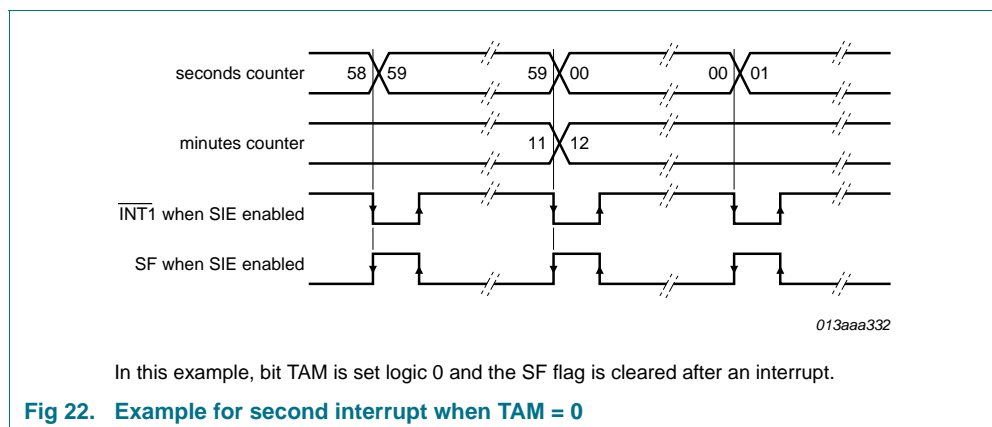 seconds counter 58 59 59 00 00 01
minutes counter 11 12
INT1 when SIE enabled
SF when SIE enabled
013aaa332
In this example, bit TAM is set logic 0 and the SF flag is cleared after an interrupt.
Fig 22. Example for second interrupt when TAM = 0